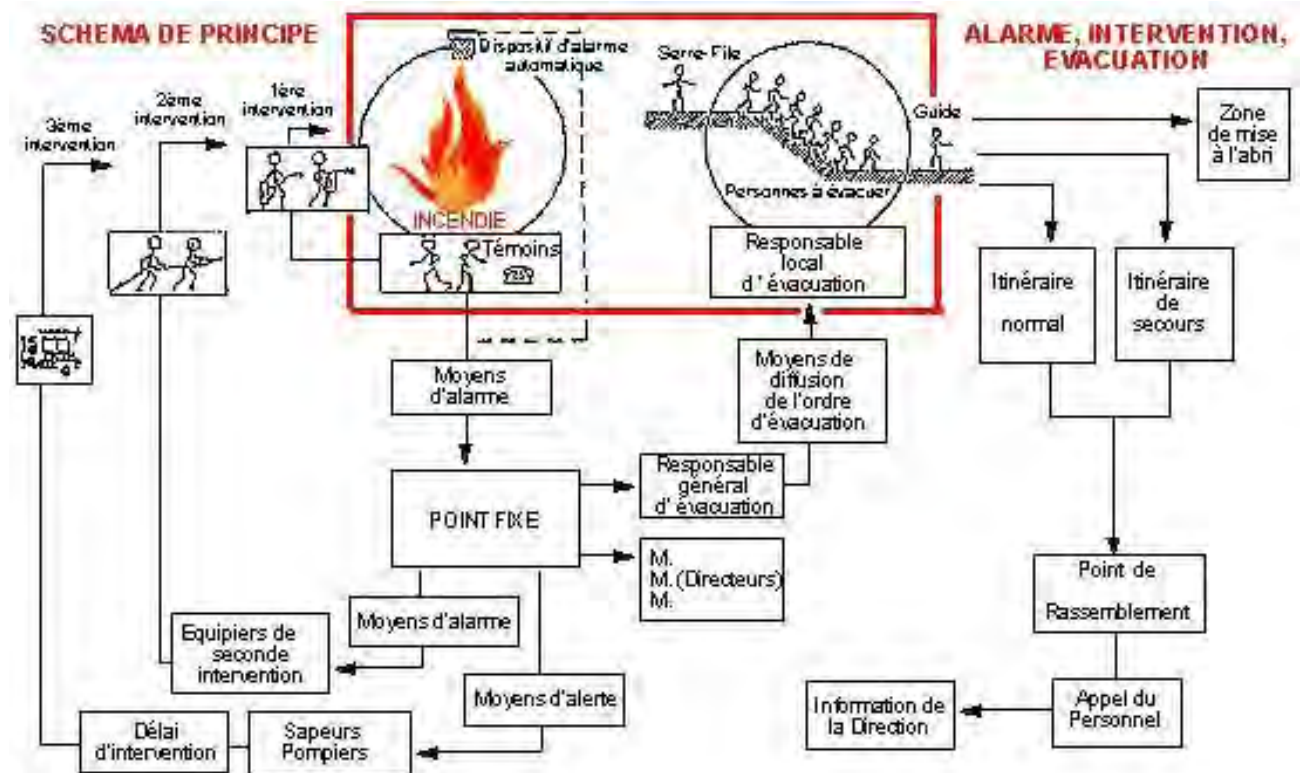 SCHEMA DE PRINCIPE
ALARME, INTERVENTION,
EVACUATION
Dispositif d'alarme
automatique
1ère
intervention
2ème
intervention
3ème
intervention
INCENDIE
Témoins
Serre-File
Guide
Personnes à évacuer
Responsable
local
d'évacuation
Zone
de mise
à l'abri
Itinéraire
normal
Itinéraire
de
secours
Moyens
d'alarme
Moyens de
diffusion
de l'ordre
d'évacuation
POINT FIXE
Responsable
général
d'évacuation
M.
M. (Directeurs)
M.
Moyens d'alarme
Equipiers de
seconde
intervention
Moyens d'alerte
Sapeurs
Pompiers
Délai
d'intervention
Point de
Rassemblement
Appel du
Personnel
Information de
la Direction